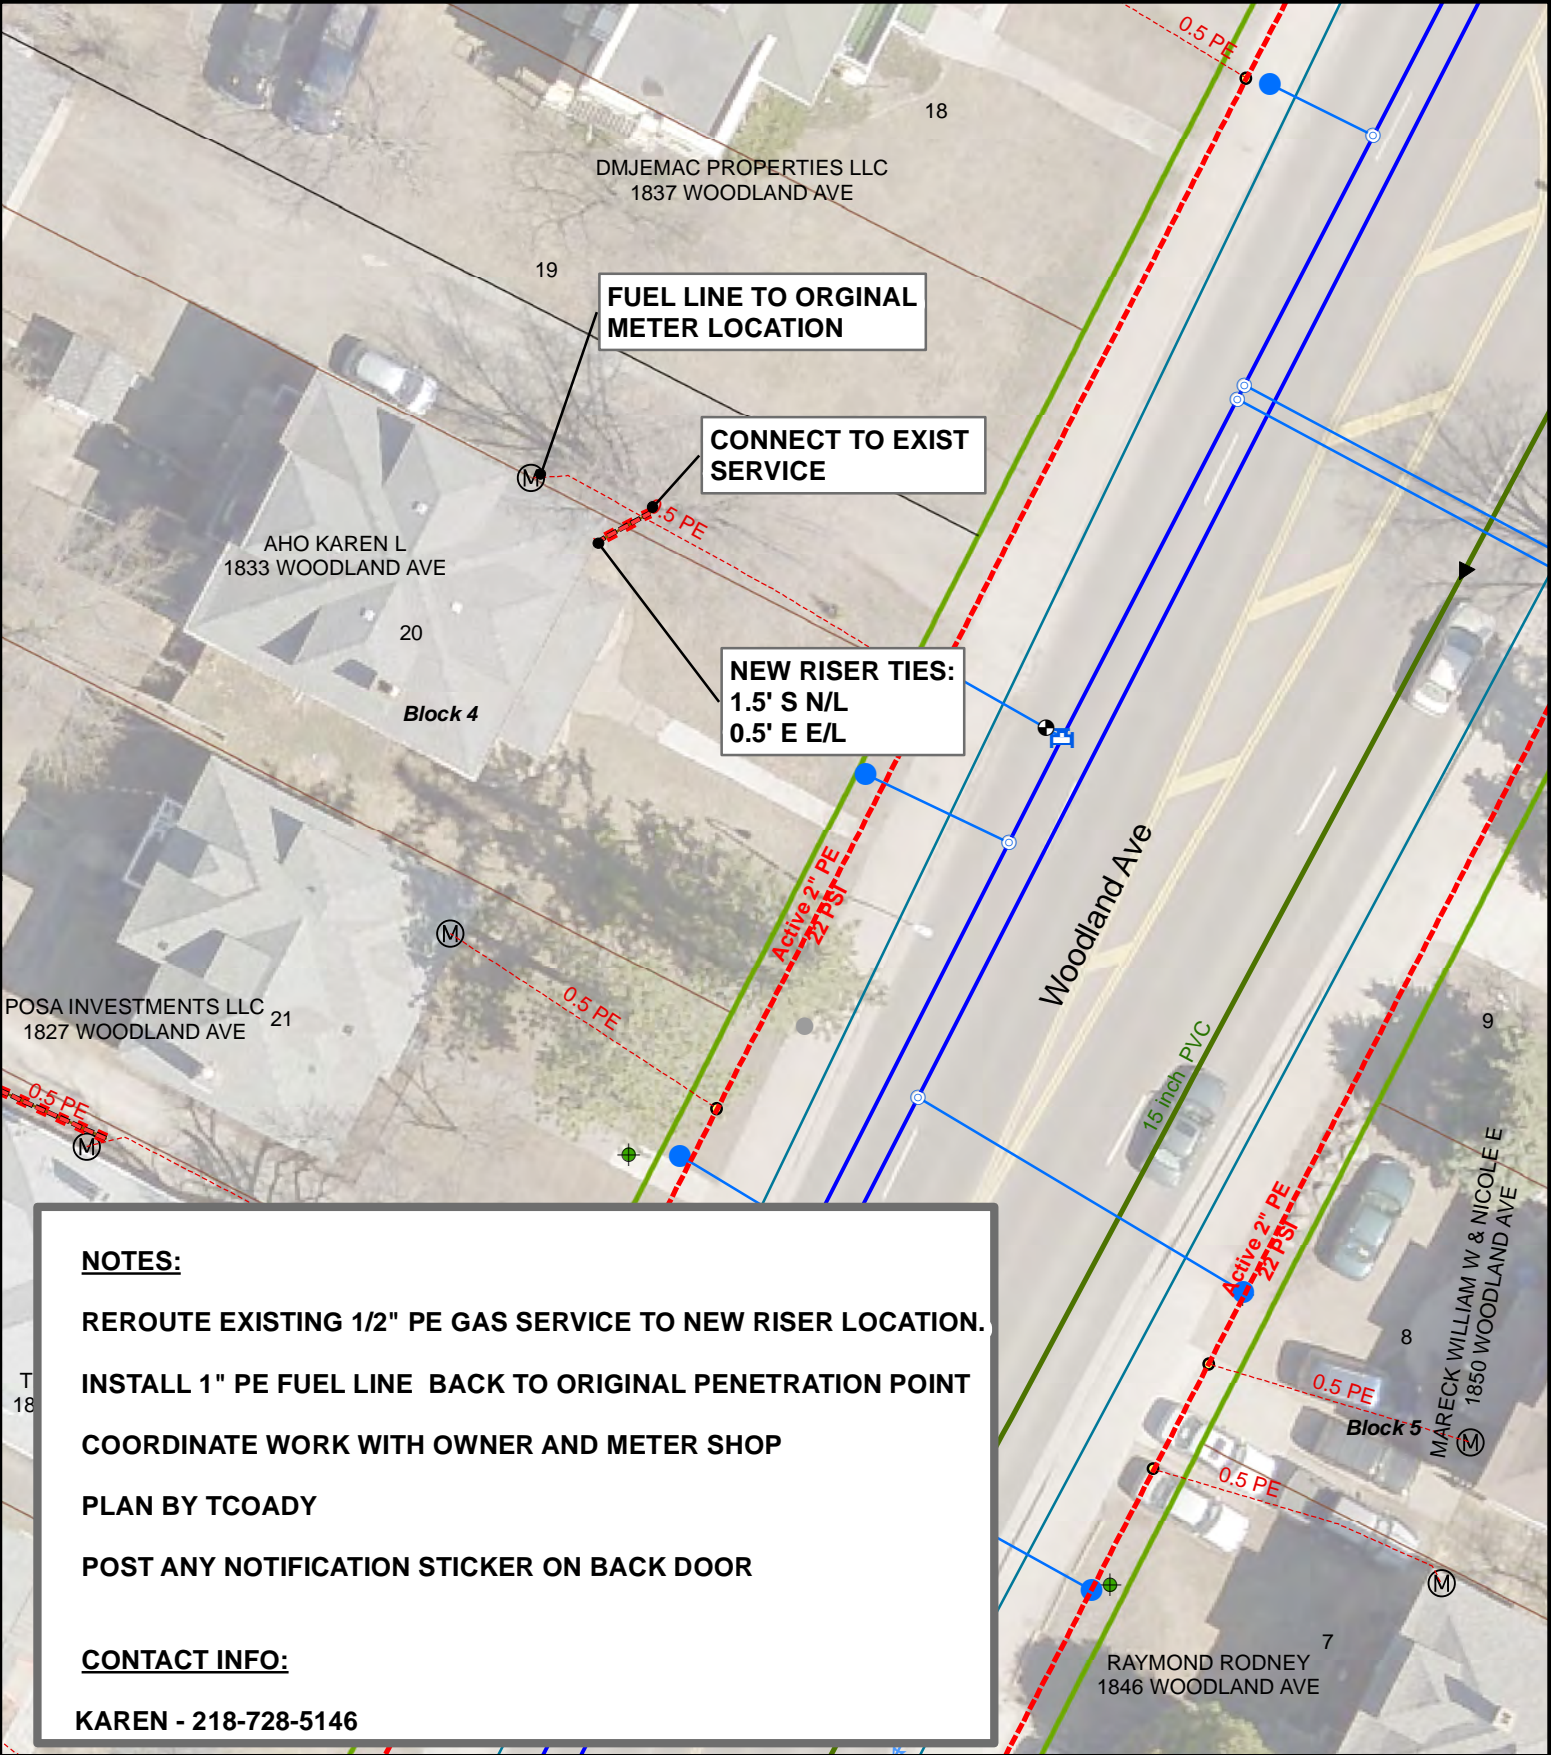 0.5 PE
18
DMJEMAC PROPERTIES LLC
1837 WOODLAND AVE
19
FUEL LINE TO ORGINAL
METER LOCATION
CONNECT TO EXIST
SERVICE
M
.5 PE
AHO KAREN L
1833 WOODLAND AVE
20
NEW RISER TIES:
1.5' S N/L
0.5' E E/L
Block 4
Active 2" PE
22 PSI
Woodland Ave
M
0.5 PE
POSA INVESTMENTS LLC
1827 WOODLAND AVE
21
9
15 inch PVC
0.5 PE
M
Active 2" PE
22 PSI
MARECK WILLIAM W & NICOLE E
1850 WOODLAND AVE
8
0.5 PE
Block 5
M
0.5 PE
M
7
RAYMOND RODNEY
1846 WOODLAND AVE
T
18
NOTES:
REROUTE EXISTING 1/2" PE GAS SERVICE TO NEW RISER LOCATION.
INSTALL 1" PE FUEL LINE BACK TO ORIGINAL PENETRATION POINT
COORDINATE WORK WITH OWNER AND METER SHOP
PLAN BY TCOADY
POST ANY NOTIFICATION STICKER ON BACK DOOR
CONTACT INFO:
KAREN - 218-728-5146